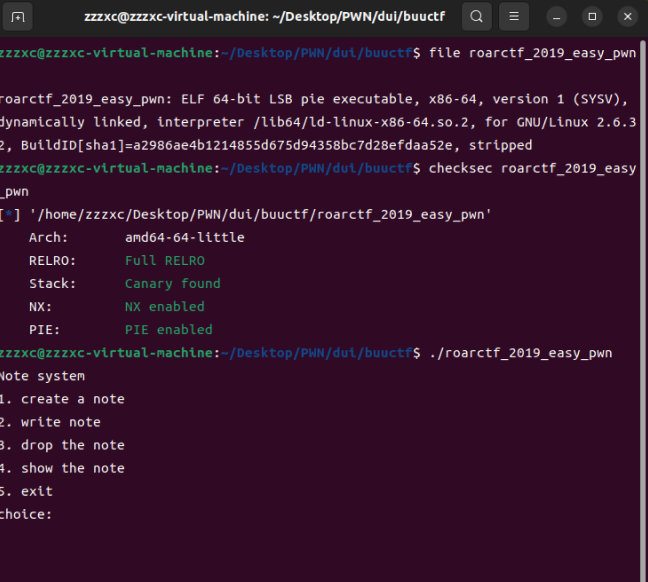 zzzxc@zzzxc-virtual-machine: ~/Desktop/PWN/dui/buuctf
zzzxc@zzzxc-virtual-machine:~/Desktop/PWN/dui/buuctf$ file roarctf_2019_easy_pwn
roarctf_2019_easy_pwn: ELF 64-bit LSB pie executable, x86-64, version 1 (SYSV),
dynamically linked, interpreter /lib64/ld-linux-x86-64.so.2, for GNU/Linux 2.6.3
2, BuildID[sha1]=a2986ae4b1214855d675d94358bc7d28efdaa52e, stripped
zzzxc@zzzxc-virtual-machine:~/Desktop/PWN/dui/buuctf$ checksec roarctf_2019_easy
_pwn
[*] '/home/zzzxc/Desktop/PWN/dui/buuctf/roarctf_2019_easy_pwn'
Arch: amd64-64-little
RELRO: Full RELRO
Stack: Canary found
NX: NX enabled
PIE: PIE enabled
zzzxc@zzzxc-virtual-machine:~/Desktop/PWN/dui/buuctf$ ./roarctf_2019_easy_pwn
Note system
1. create a note
2. write note
3. drop the note
4. show the note
5. exit
choice: